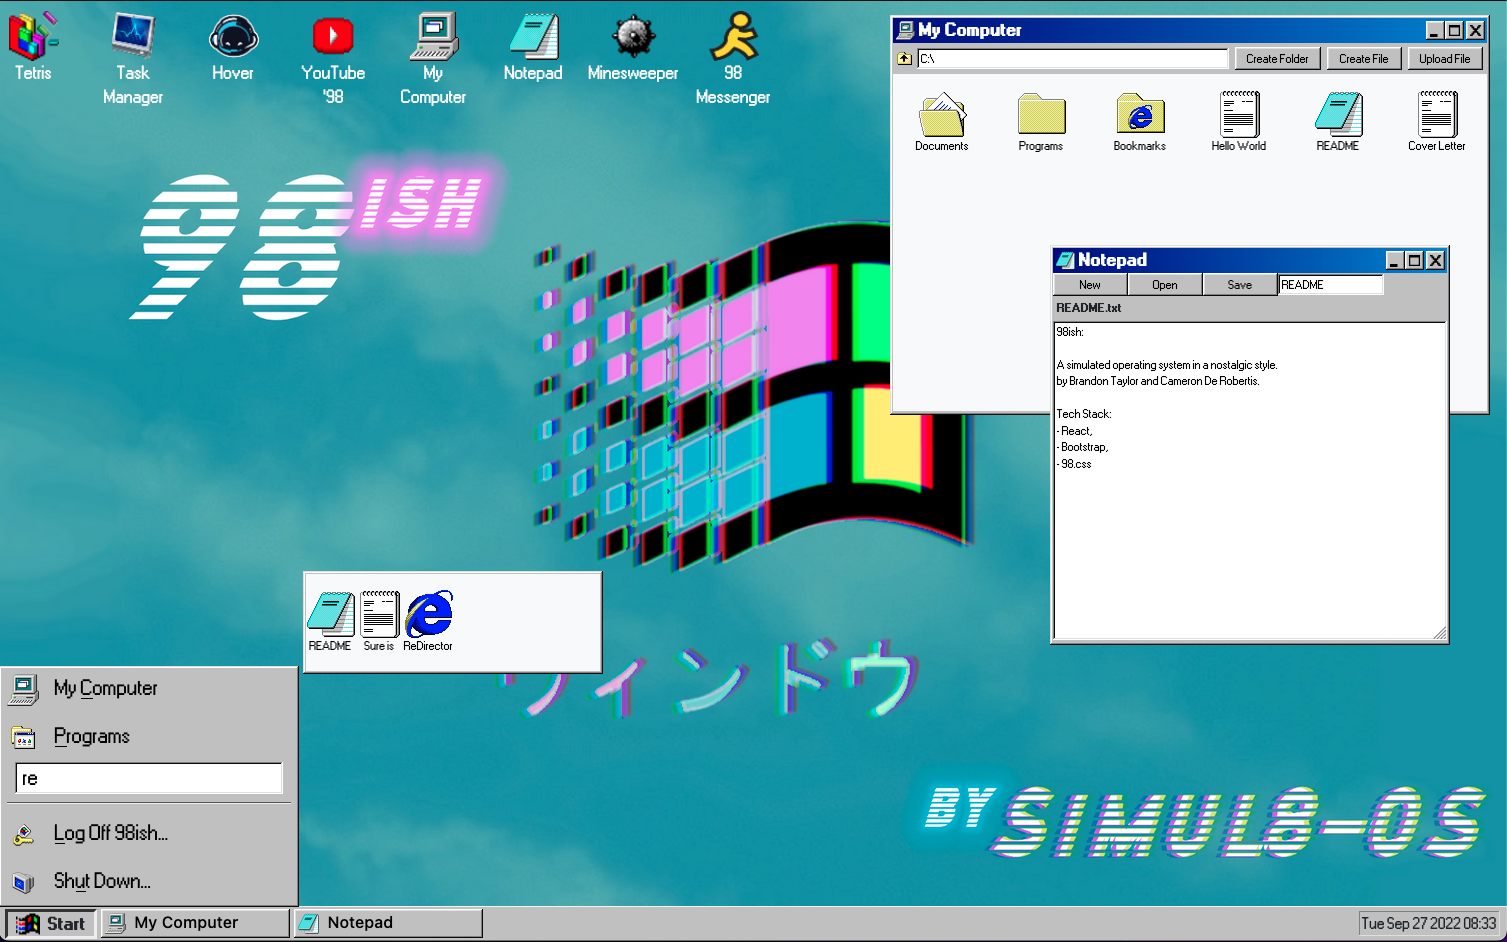 Tetris
Task
Manager
Hover
YouTube
'98
My
Computer
Notepad
Minesweeper
98
Messenger
98 ISH
My Computer
C:\
Create Folder
Create File
Upload File
Documents
Programs
Bookmarks
Hello World
README
Cover Letter
Notepad
New
Open
Save
README
README.txt
98ish:
A simulated operating system in a nostalgic style.
by Brandon Taylor and Cameron De Robertis.
Tech Stack:
- React,
- Bootstrap,
- 98.css
README
Sure is
ReDirector
ウィンドウ
BY SIMUL8-OS
My Computer
Programs
re
Log Off 98ish...
Shut Down...
Start
My Computer
Notepad
Tue Sep 27 2022 08:33